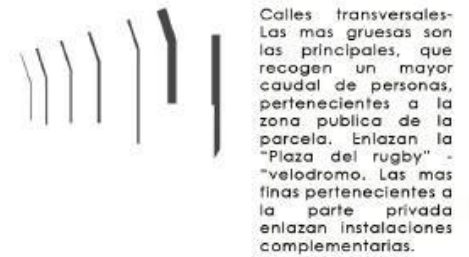 Calles transversales-
Las mas gruesas son
las principales, que
recogen un mayor
caudal de personas,
pertenecientes a la
zona publica de la
parcela. Enlazan la
"Plaza del rugby" -
"velodromo. Las mas
finas pertenecientes a
la parte privada
enlazan instalaciones
complementarias.